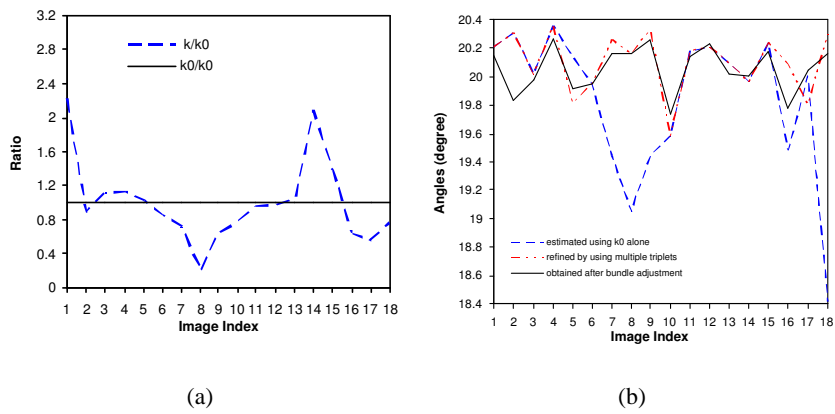 3.2
2.8
2.4
2
1.6
1.2
0.8
0.4
0
Ratio
k/k0
k0/k0
1 2 3 4 5 6 7 8 9 10 11 12 13 14 15 16 17 18
Image Index
(a)
20.4
20.2
20
19.8
19.6
19.4
19.2
19
18.8
18.6
18.4
Angles (degree)
estimated using k0 alone
refined by using multiple triplets
obtained after bundle adjustment
1 2 3 4 5 6 7 8 9 10 11 12 13 14 15 16 17 18
Image Index
(b)